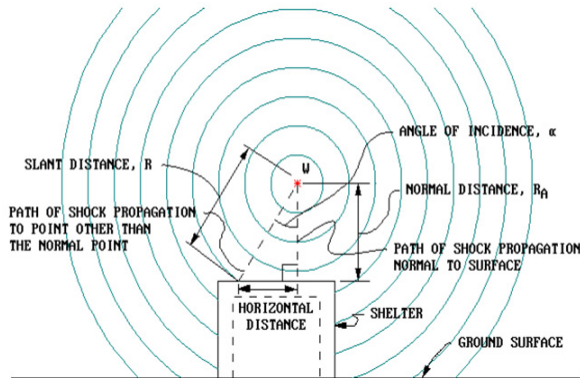 ANGLE OF INCIDENCE, α
W
SLANT DISTANCE, R
NORMAL DISTANCE, RA
PATH OF SHOCK PROPAGATION
TO POINT OTHER THAN
THE NORMAL POINT
PATH OF SHOCK PROPAGATION
NORMAL TO SURFACE
HORIZONTAL
DISTANCE
SHELTER
GROUND SURFACE